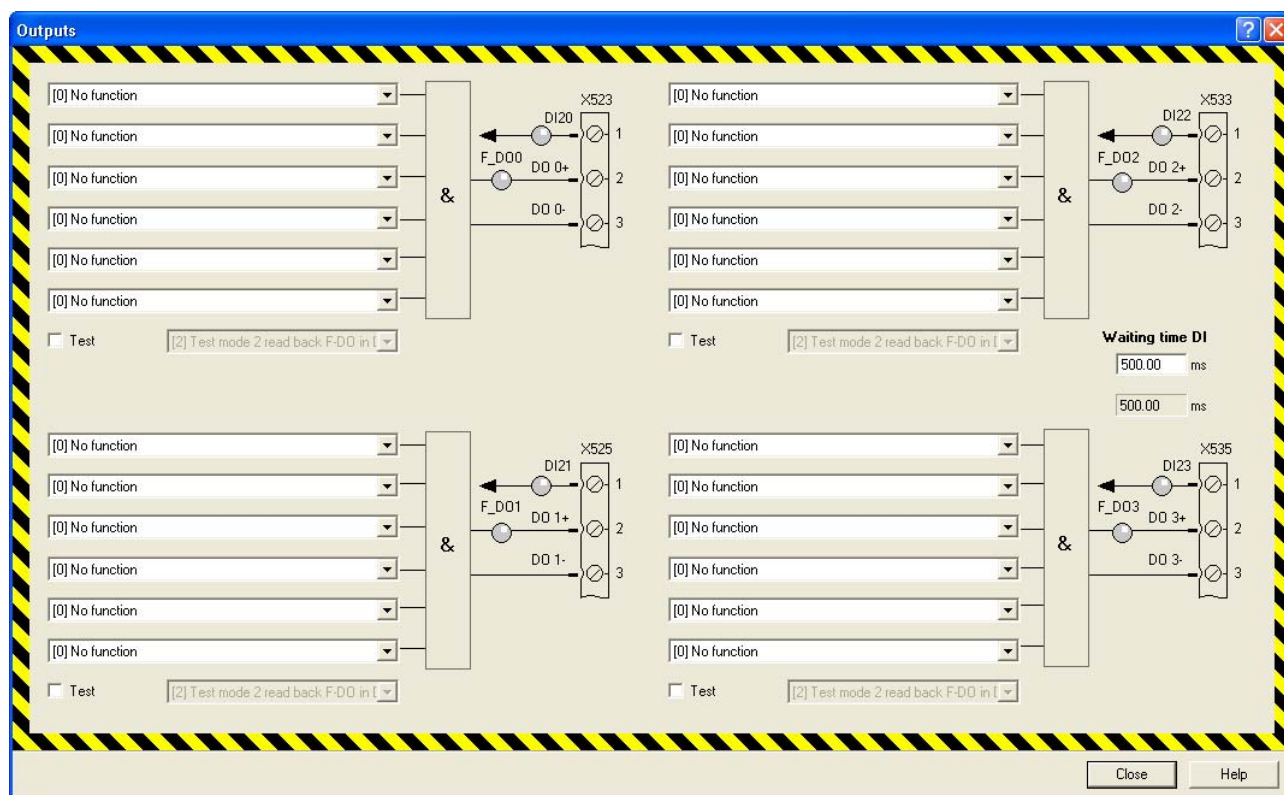 Outputs
[0] No function
[0] No function
[0] No function
[0] No function
[0] No function
[0] No function
&
X523
DI20
1
F_DO0
DO 0+
2
DO 0-
3
Test
[2] Test mode 2 read back F-DO in
[0] No function
[0] No function
[0] No function
[0] No function
[0] No function
[0] No function
&
X533
DI22
1
F_DO2
DO 2+
2
DO 2-
3
Test
[2] Test mode 2 read back F-DO in
Waiting time DI
500.00 ms
500.00 ms
[0] No function
[0] No function
[0] No function
[0] No function
[0] No function
[0] No function
&
X525
DI21
1
F_DO1
DO 1+
2
DO 1-
3
Test
[2] Test mode 2 read back F-DO in
[0] No function
[0] No function
[0] No function
[0] No function
[0] No function
[0] No function
&
X535
DI23
1
F_DO3
DO 3+
2
DO 3-
3
Test
[2] Test mode 2 read back F-DO in
Close
Help